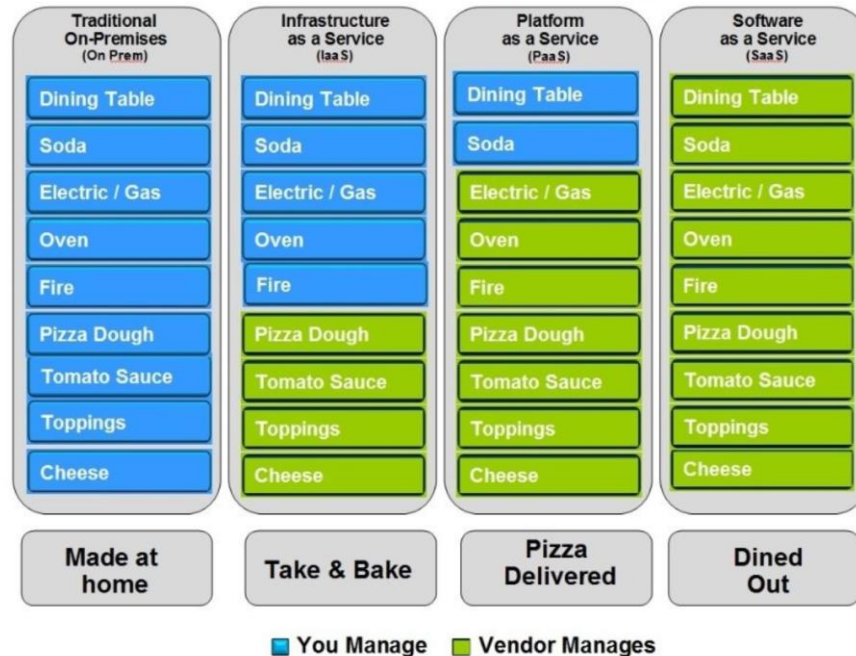 Traditional
On-Premises
(On Prem)
Dining Table
Soda
Electric / Gas
Oven
Fire
Pizza Dough
Tomato Sauce
Toppings
Cheese
Made at
home
Infrastructure
as a Service
(IaaS)
Dining Table
Soda
Electric / Gas
Oven
Fire
Pizza Dough
Tomato Sauce
Toppings
Cheese
Take & Bake
Platform
as a Service
(PaaS)
Dining Table
Soda
Electric / Gas
Oven
Fire
Pizza Dough
Tomato Sauce
Toppings
Cheese
Pizza
Delivered
Software
as a Service
(SaaS)
Dining Table
Soda
Electric / Gas
Oven
Fire
Pizza Dough
Tomato Sauce
Toppings
Cheese
Dined
Out
You Manage
Vendor Manages